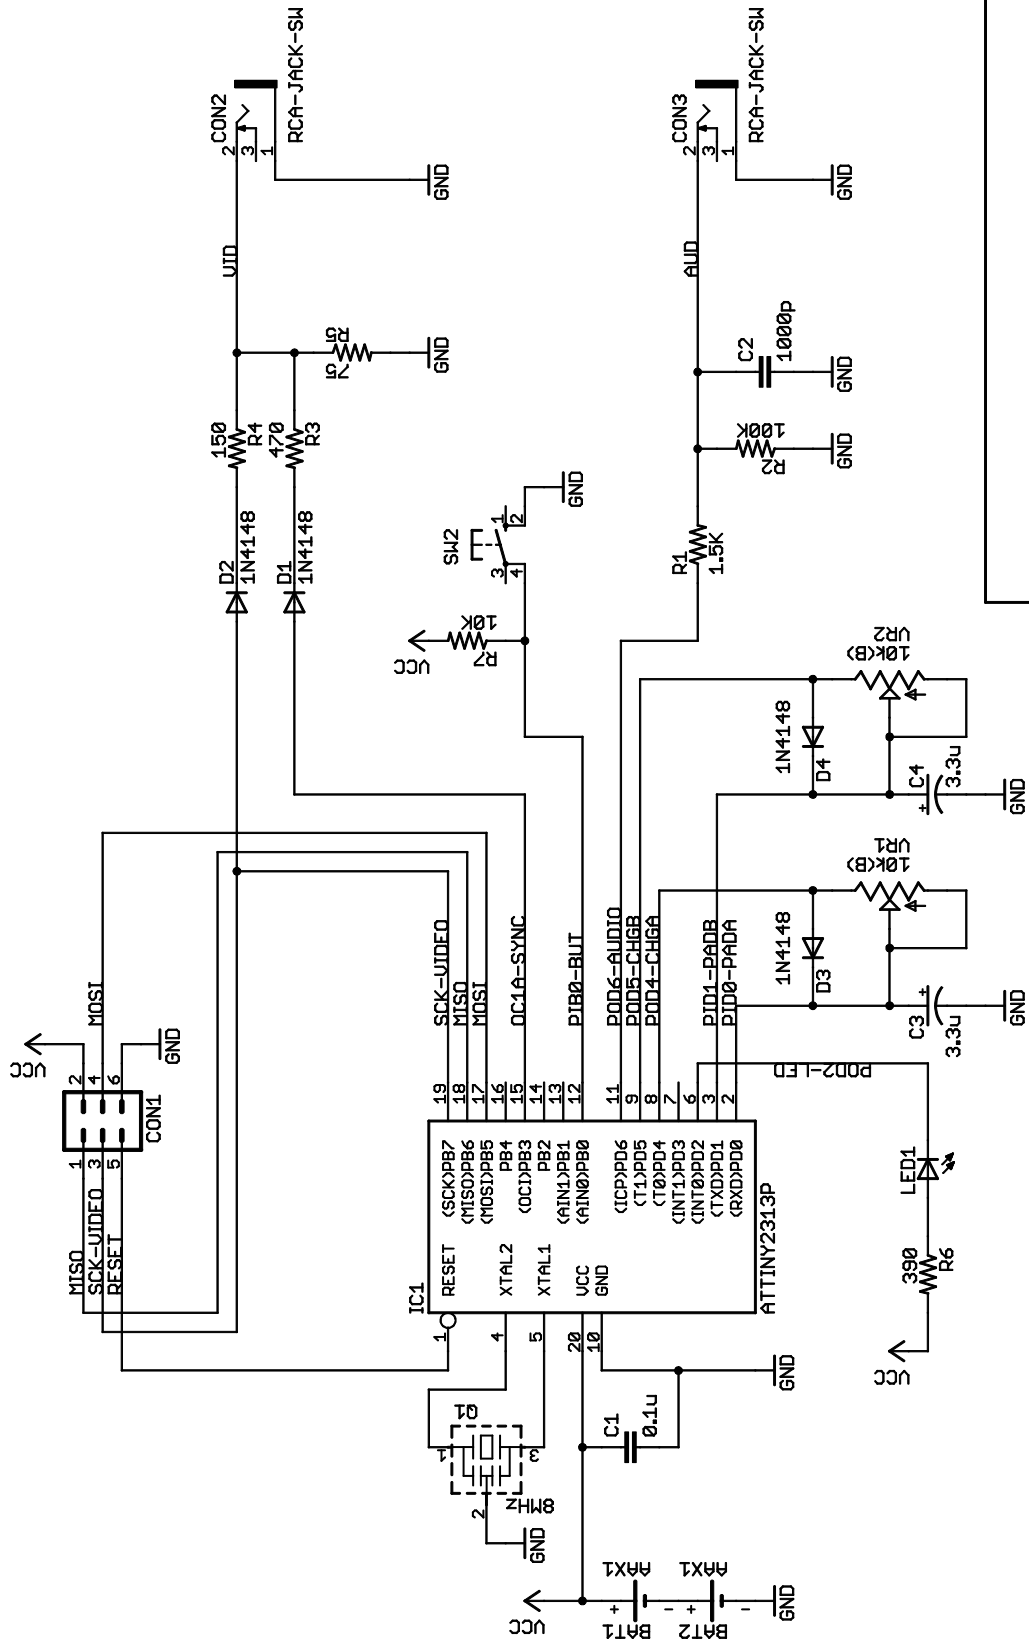 VCC
MISO
SCK-VIDEO
RESET
1
3
5
2
4
6
CON1
MOSI
GND
VID
CON2
2
3
1
RCA-JACK-SW
GND
D2
1N4148
150
R4
D1
1N4148
470
R3
75
R5
GND
SW2
3
4
1
2
GND
VCC
R7
10K
IC1
RESET
XTAL2
XTAL1
VCC
GND
1
4
5
20
10
(SCK)PB7
(MISO)PB6
(MOSI)PB5
PB4
(OCI)PB3
PB2
(AIN1)PB1
(AIN0)PB0
(ICP)PD6
(T1)PD5
(T0)PD4
(INT1)PD3
(INT0)PD2
(TXD)PD1
(RXD)PD0
ATTINY2313P
19
18
17
16
15
14
13
12
11
9
8
7
6
3
2
SCK-VIDEO
MISO
MOSI
OC1A-SYNC
PIB0-BUT
POD6-AUDIO
POD5-CHGB
POD4-CHGA
PID1-PADB
PID0-PADA
POD2-LED
Q1
1
2
3
8MHz
GND
C1
0.1u
GND
VCC
BAT1
AAX1
BAT2
AAX1
+
-
+
-
GND
VCC
390
R6
LED1
1N4148
D3
VR1
10k(B)
C3
3.3u
+
GND
1N4148
D4
VR2
10k(B)
C4
3.3u
+
GND
R1
1.5K
R2
100K
GND
C2
1000p
GND
AUD
CON3
2
3
1
RCA-JACK-SW
GND